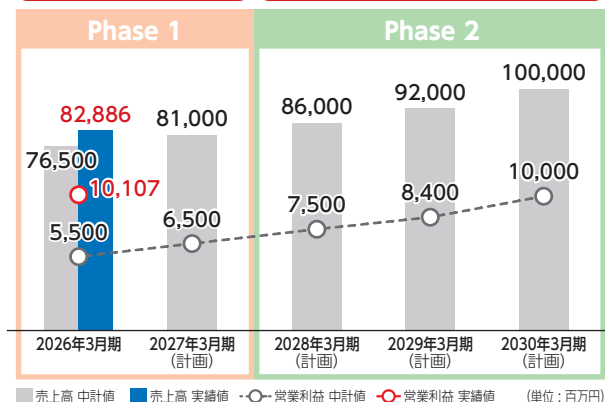 Phase 1
Phase 2
82,886
81,000
76,500
10,107
5,500
6,500
86,000
92,000
100,000
7,500
8,400
10,000
2026年3月期
2027年3月期
(計画)
2028年3月期
(計画)
2029年3月期
(計画)
2030年3月期
(計画)
売上高 中計値 売上高 実績値 営業利益 中計値 営業利益 実績値 (単位:百万円)